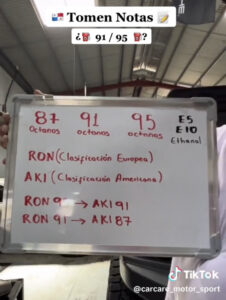 🇵🇦 Tomen Notas 📝
¿⛽ 91 / 95 ⛽?
87 91 95 E5
octanos octanos octanos E10
Ethanol
RON (Clasificación Europea)
AKI (Clasificación Americana)
RON 9 → AKI 91
RON 91 → AKI 87
TikTok
@carcare_motor_sport